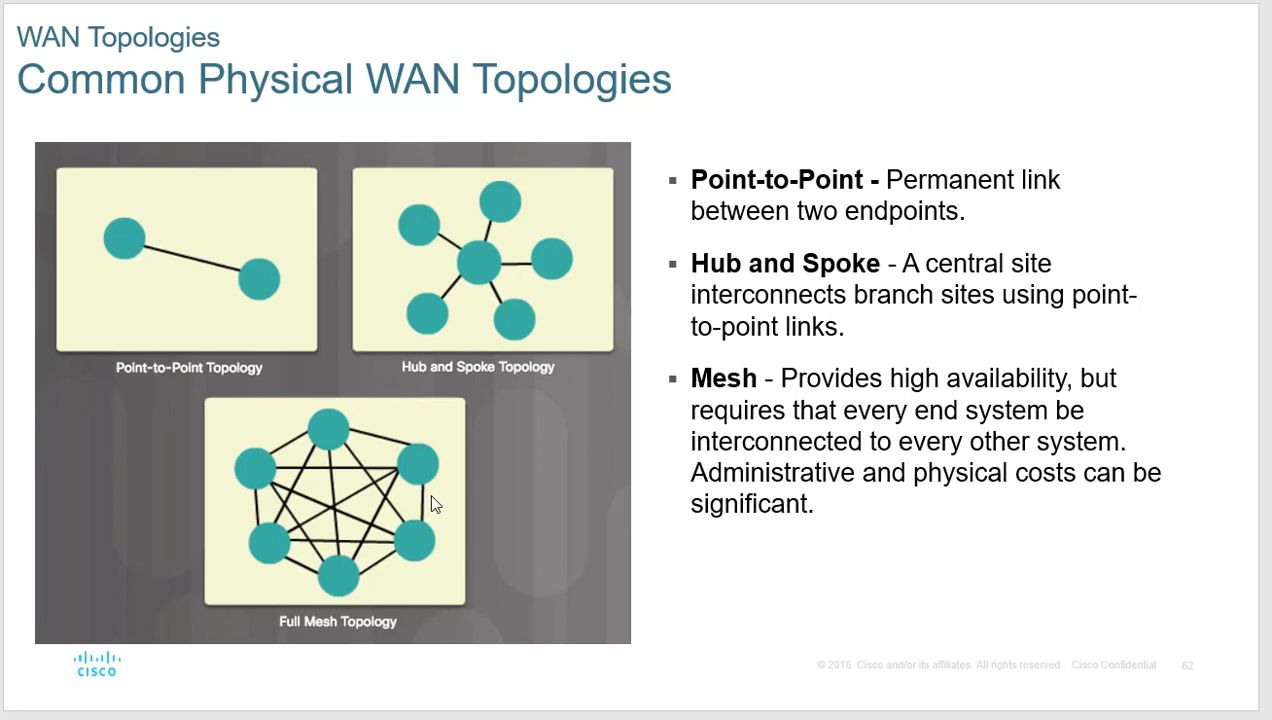 WAN Topologies
Common Physical WAN Topologies
Point-to-Point Topology
Hub and Spoke Topology
Full Mesh Topology
▪ Point-to-Point - Permanent link
between two endpoints.
▪ Hub and Spoke - A central site
interconnects branch sites using point-
to-point links.
▪ Mesh - Provides high availability, but
requires that every end system be
interconnected to every other system.
Administrative and physical costs can be
significant.
CISCO
© 2016 Cisco and/or its affiliates. All rights reserved. Cisco Confidential 62